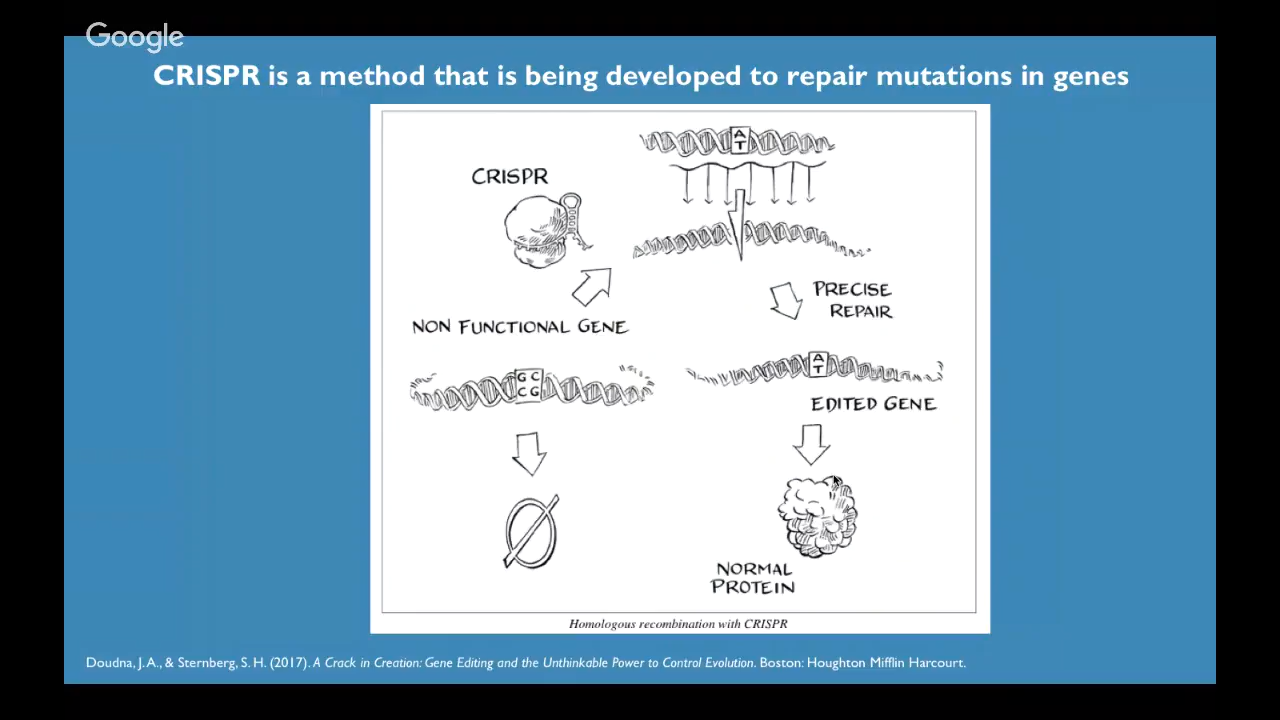 Google
CRISPR is a method that is being developed to repair mutations in genes
A
T
CRISPR
PRECISE
REPAIR
NON FUNCTIONAL GENE
G C
C G
A
T
EDITED GENE
NORMAL
PROTEIN
Homologous recombination with CRISPR
Doudna, J. A., & Sternberg, S. H. (2017). A Crack in Creation: Gene Editing and the Unthinkable Power to Control Evolution. Boston: Houghton Mifflin Harcourt.